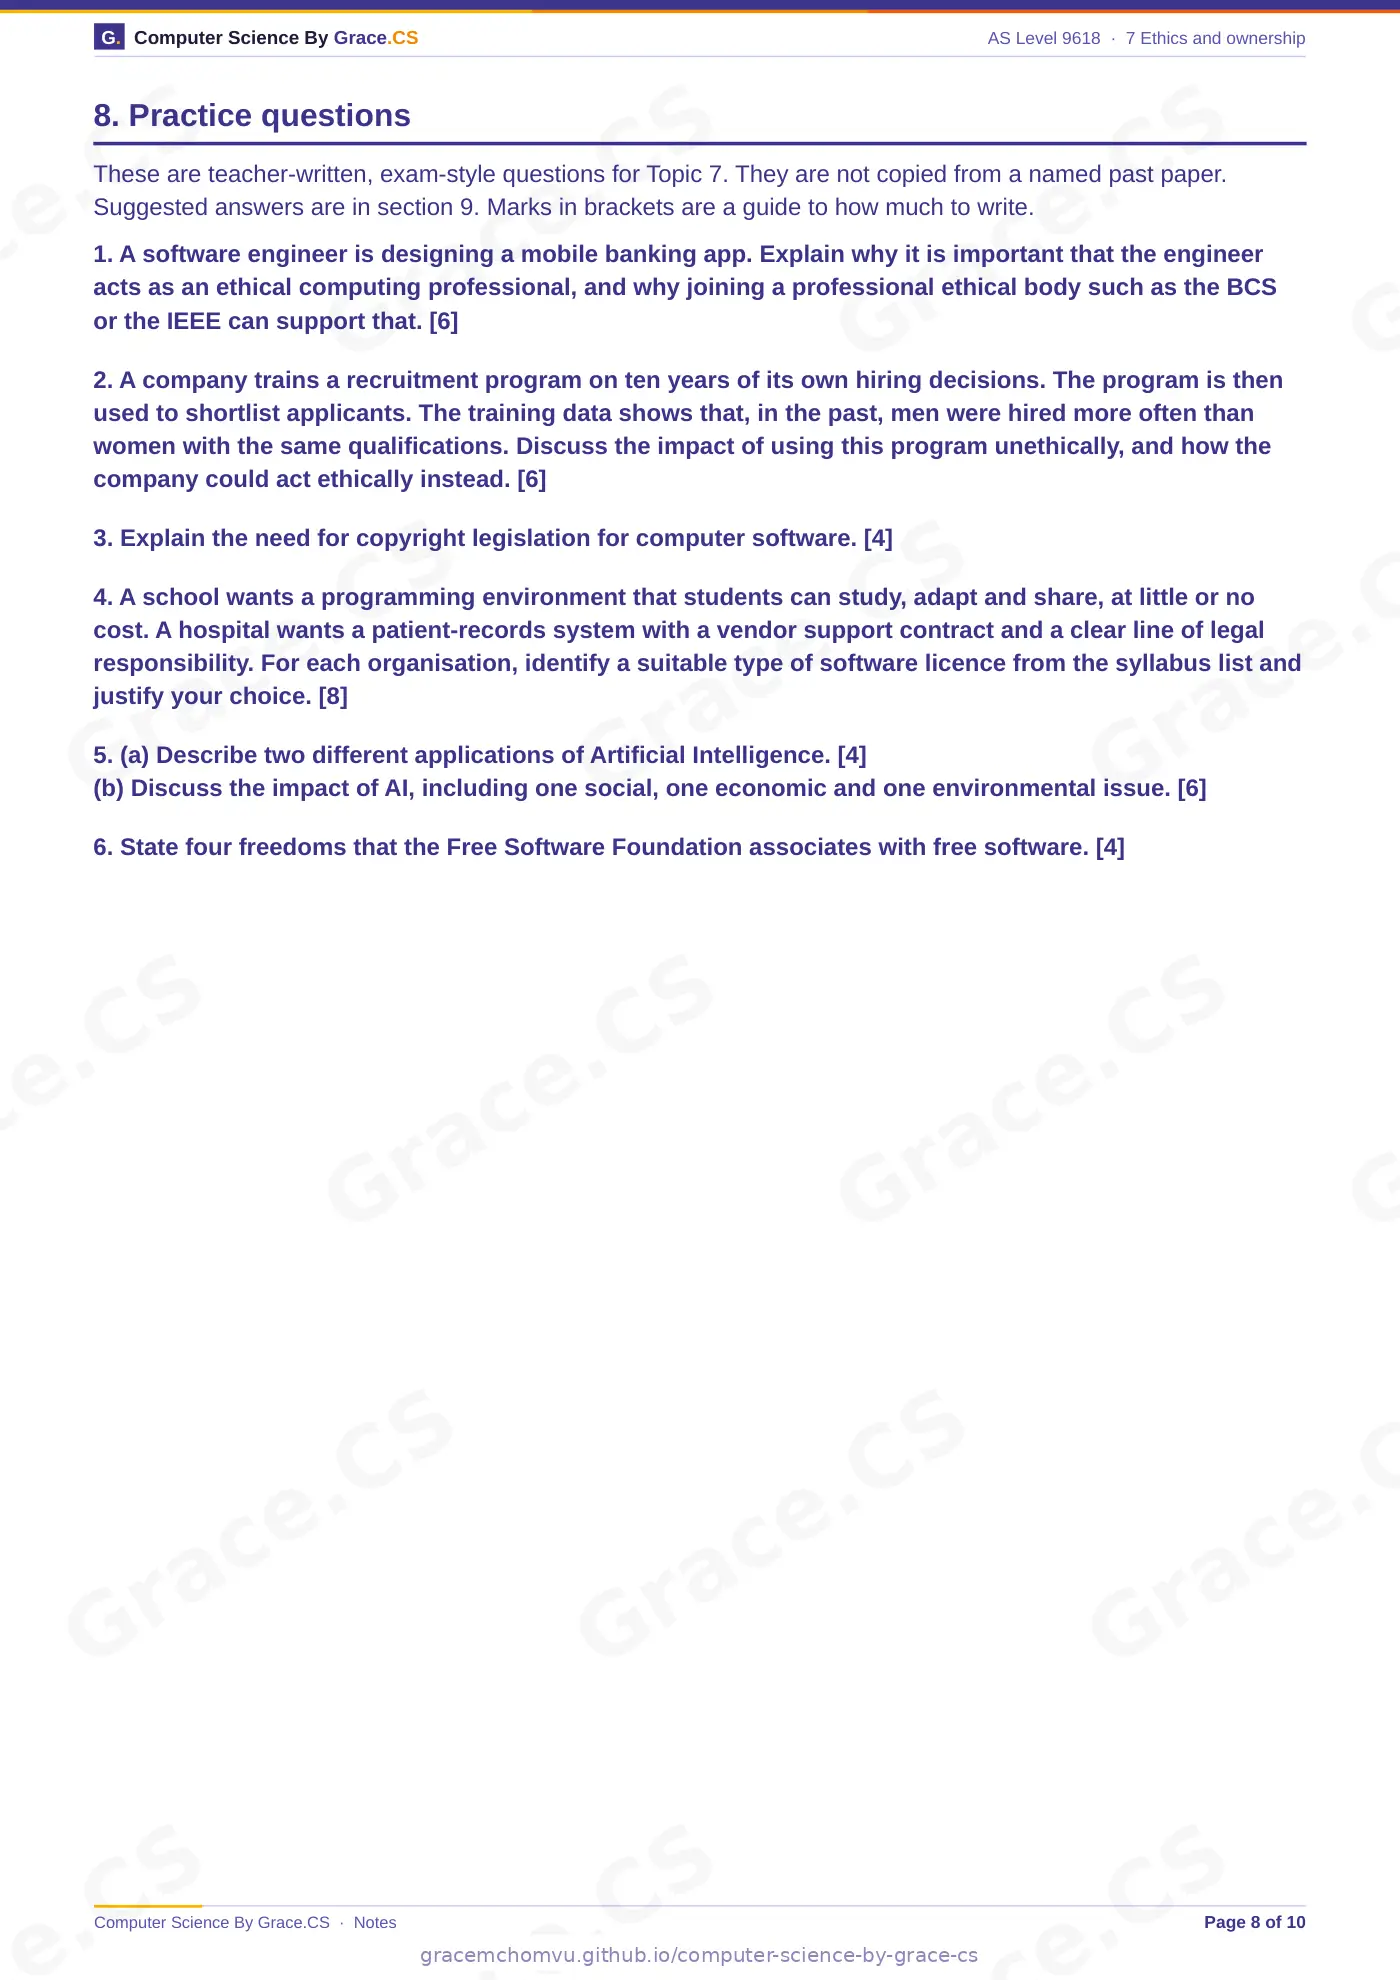 G. Computer Science By Grace.CS
AS Level 9618 · 7 Ethics and ownership
8. Practice questions
These are teacher-written, exam-style questions for Topic 7. They are not copied from a named past paper.
Suggested answers are in section 9. Marks in brackets are a guide to how much to write.
1. A software engineer is designing a mobile banking app. Explain why it is important that the engineer
acts as an ethical computing professional, and why joining a professional ethical body such as the BCS
or the IEEE can support that. [6]
2. A company trains a recruitment program on ten years of its own hiring decisions. The program is then
used to shortlist applicants. The training data shows that, in the past, men were hired more often than
women with the same qualifications. Discuss the impact of using this program unethically, and how the
company could act ethically instead. [6]
3. Explain the need for copyright legislation for computer software. [4]
4. A school wants a programming environment that students can study, adapt and share, at little or no
cost. A hospital wants a patient-records system with a vendor support contract and a clear line of legal
responsibility. For each organisation, identify a suitable type of software licence from the syllabus list and
justify your choice. [8]
5. (a) Describe two different applications of Artificial Intelligence. [4]
(b) Discuss the impact of AI, including one social, one economic and one environmental issue. [6]
6. State four freedoms that the Free Software Foundation associates with free software. [4]
Computer Science By Grace.CS · Notes
Page 8 of 10
gracemchomvu.github.io/computer-science-by-grace-cs
Grace.CS